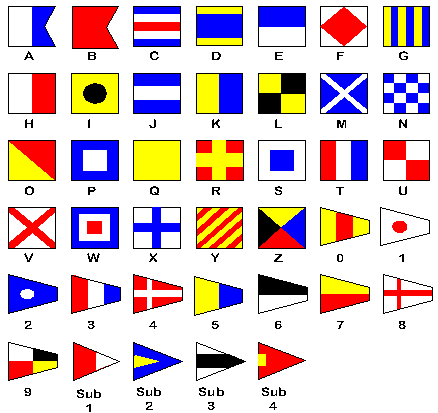 A B C D E F G
H I J K L M N
O P Q R S T U
V W X Y Z 0 1
2 3 4 5 6 7 8
9 Sub 1 Sub 2 Sub 3 Sub 4